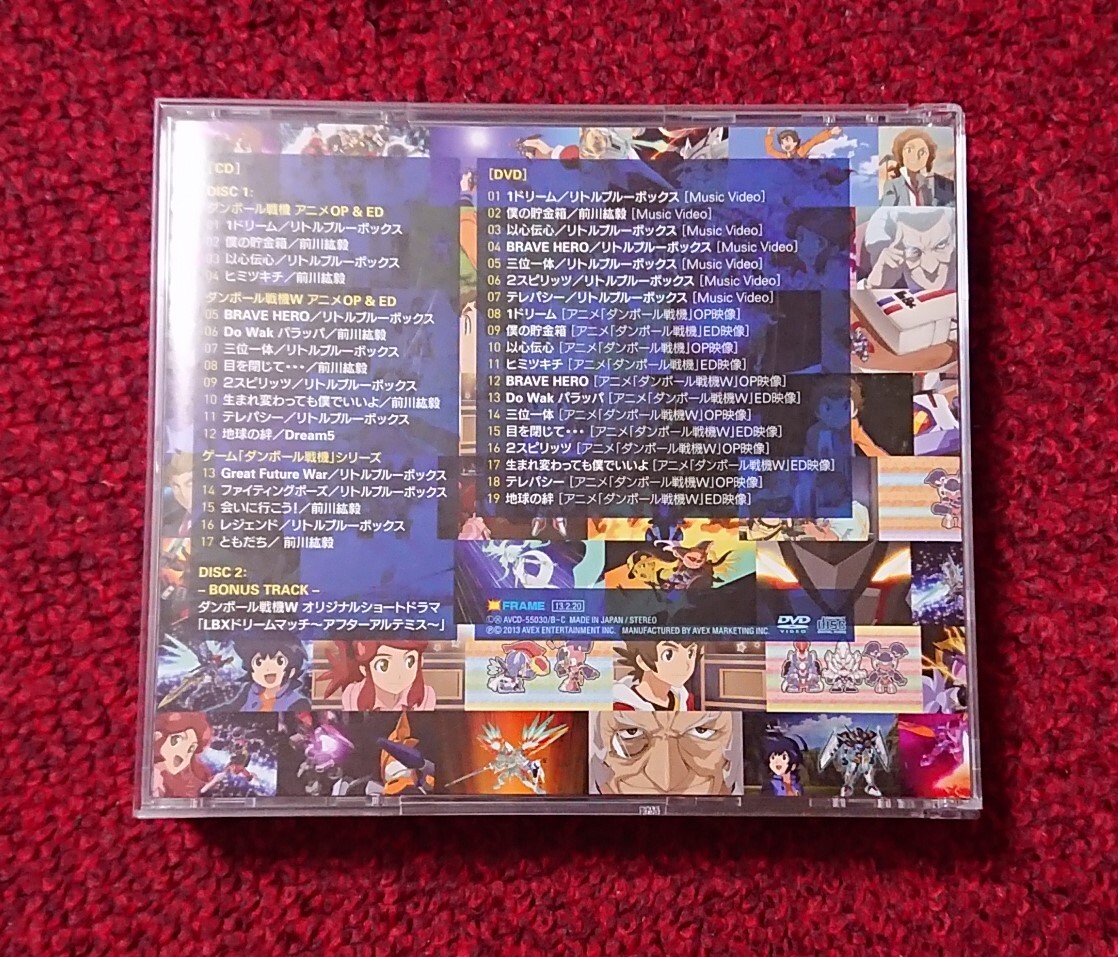 [CD]
DISC 1:
ダンボール戦機 アニメOP & ED
01 1ドリーム／リトルブルーボックス
02 僕の貯金箱／前川紘毅
03 以心伝心／リトルブルーボックス
04 ヒミツキチ／前川紘毅
ダンボール戦機W アニメOP & ED
05 BRAVE HERO／リトルブルーボックス
06 Do Wak パラッパ／前川紘毅
07 三位一体／リトルブルーボックス
08 目を閉じて･･･／前川紘毅
09 2スピリッツ／リトルブルーボックス
10 生まれ変わっても僕でいいよ／前川紘毅
11 テレパシー／リトルブルーボックス
12 地球の絆／Dream5
ゲーム「ダンボール戦機」シリーズ
13 Great Future War／リトルブルーボックス
14 ファイティングポーズ／リトルブルーボックス
15 会いに行こう!／前川紘毅
16 レジェンド／リトルブルーボックス
17 ともだち／ 前川紘毅
DISC 2:
– BONUS TRACK –
ダンボール戦機W オリジナルショートドラマ
「LBXドリームマッチ〜アフターアルテミス〜」
[DVD]
01 1ドリーム／リトルブルーボックス [Music Video]
02 僕の貯金箱／前川紘毅 [Music Video]
03 以心伝心／リトルブルーボックス [Music Video]
04 BRAVE HERO／リトルブルーボックス [Music Video]
05 三位一体／リトルブルーボックス [Music Video]
06 2スピリッツ／リトルブルーボックス [Music Video]
07 テレパシー／リトルブルーボックス [Music Video]
08 1ドリーム [アニメ「ダンボール戦機」OP映像]
09 僕の貯金箱 [アニメ「ダンボール戦機」ED映像]
10 以心伝心 [アニメ「ダンボール戦機」OP映像]
11 ヒミツキチ [アニメ「ダンボール戦機」ED映像]
12 BRAVE HERO [アニメ「ダンボール戦機W」OP映像]
13 Do Wak パラッパ [アニメ「ダンボール戦機W」ED映像]
14 三位一体 [アニメ「ダンボール戦機W」OP映像]
15 目を閉じて･･･ [アニメ「ダンボール戦機W」ED映像]
16 2スピリッツ [アニメ「ダンボール戦機W」OP映像]
17 生まれ変わっても僕でいいよ [アニメ「ダンボール戦機W」ED映像]
18 テレパシー [アニメ「ダンボール戦機W」OP映像]
19 地球の絆 [アニメ「ダンボール戦機W」ED映像]
FRAME 13.2.20
AVCD-55030/B~C MADE IN JAPAN / STEREO
℗© 2013 AVEX ENTERTAINMENT INC. MANUFACTURED BY AVEX MARKETING INC.
DVD VIDEO
disc